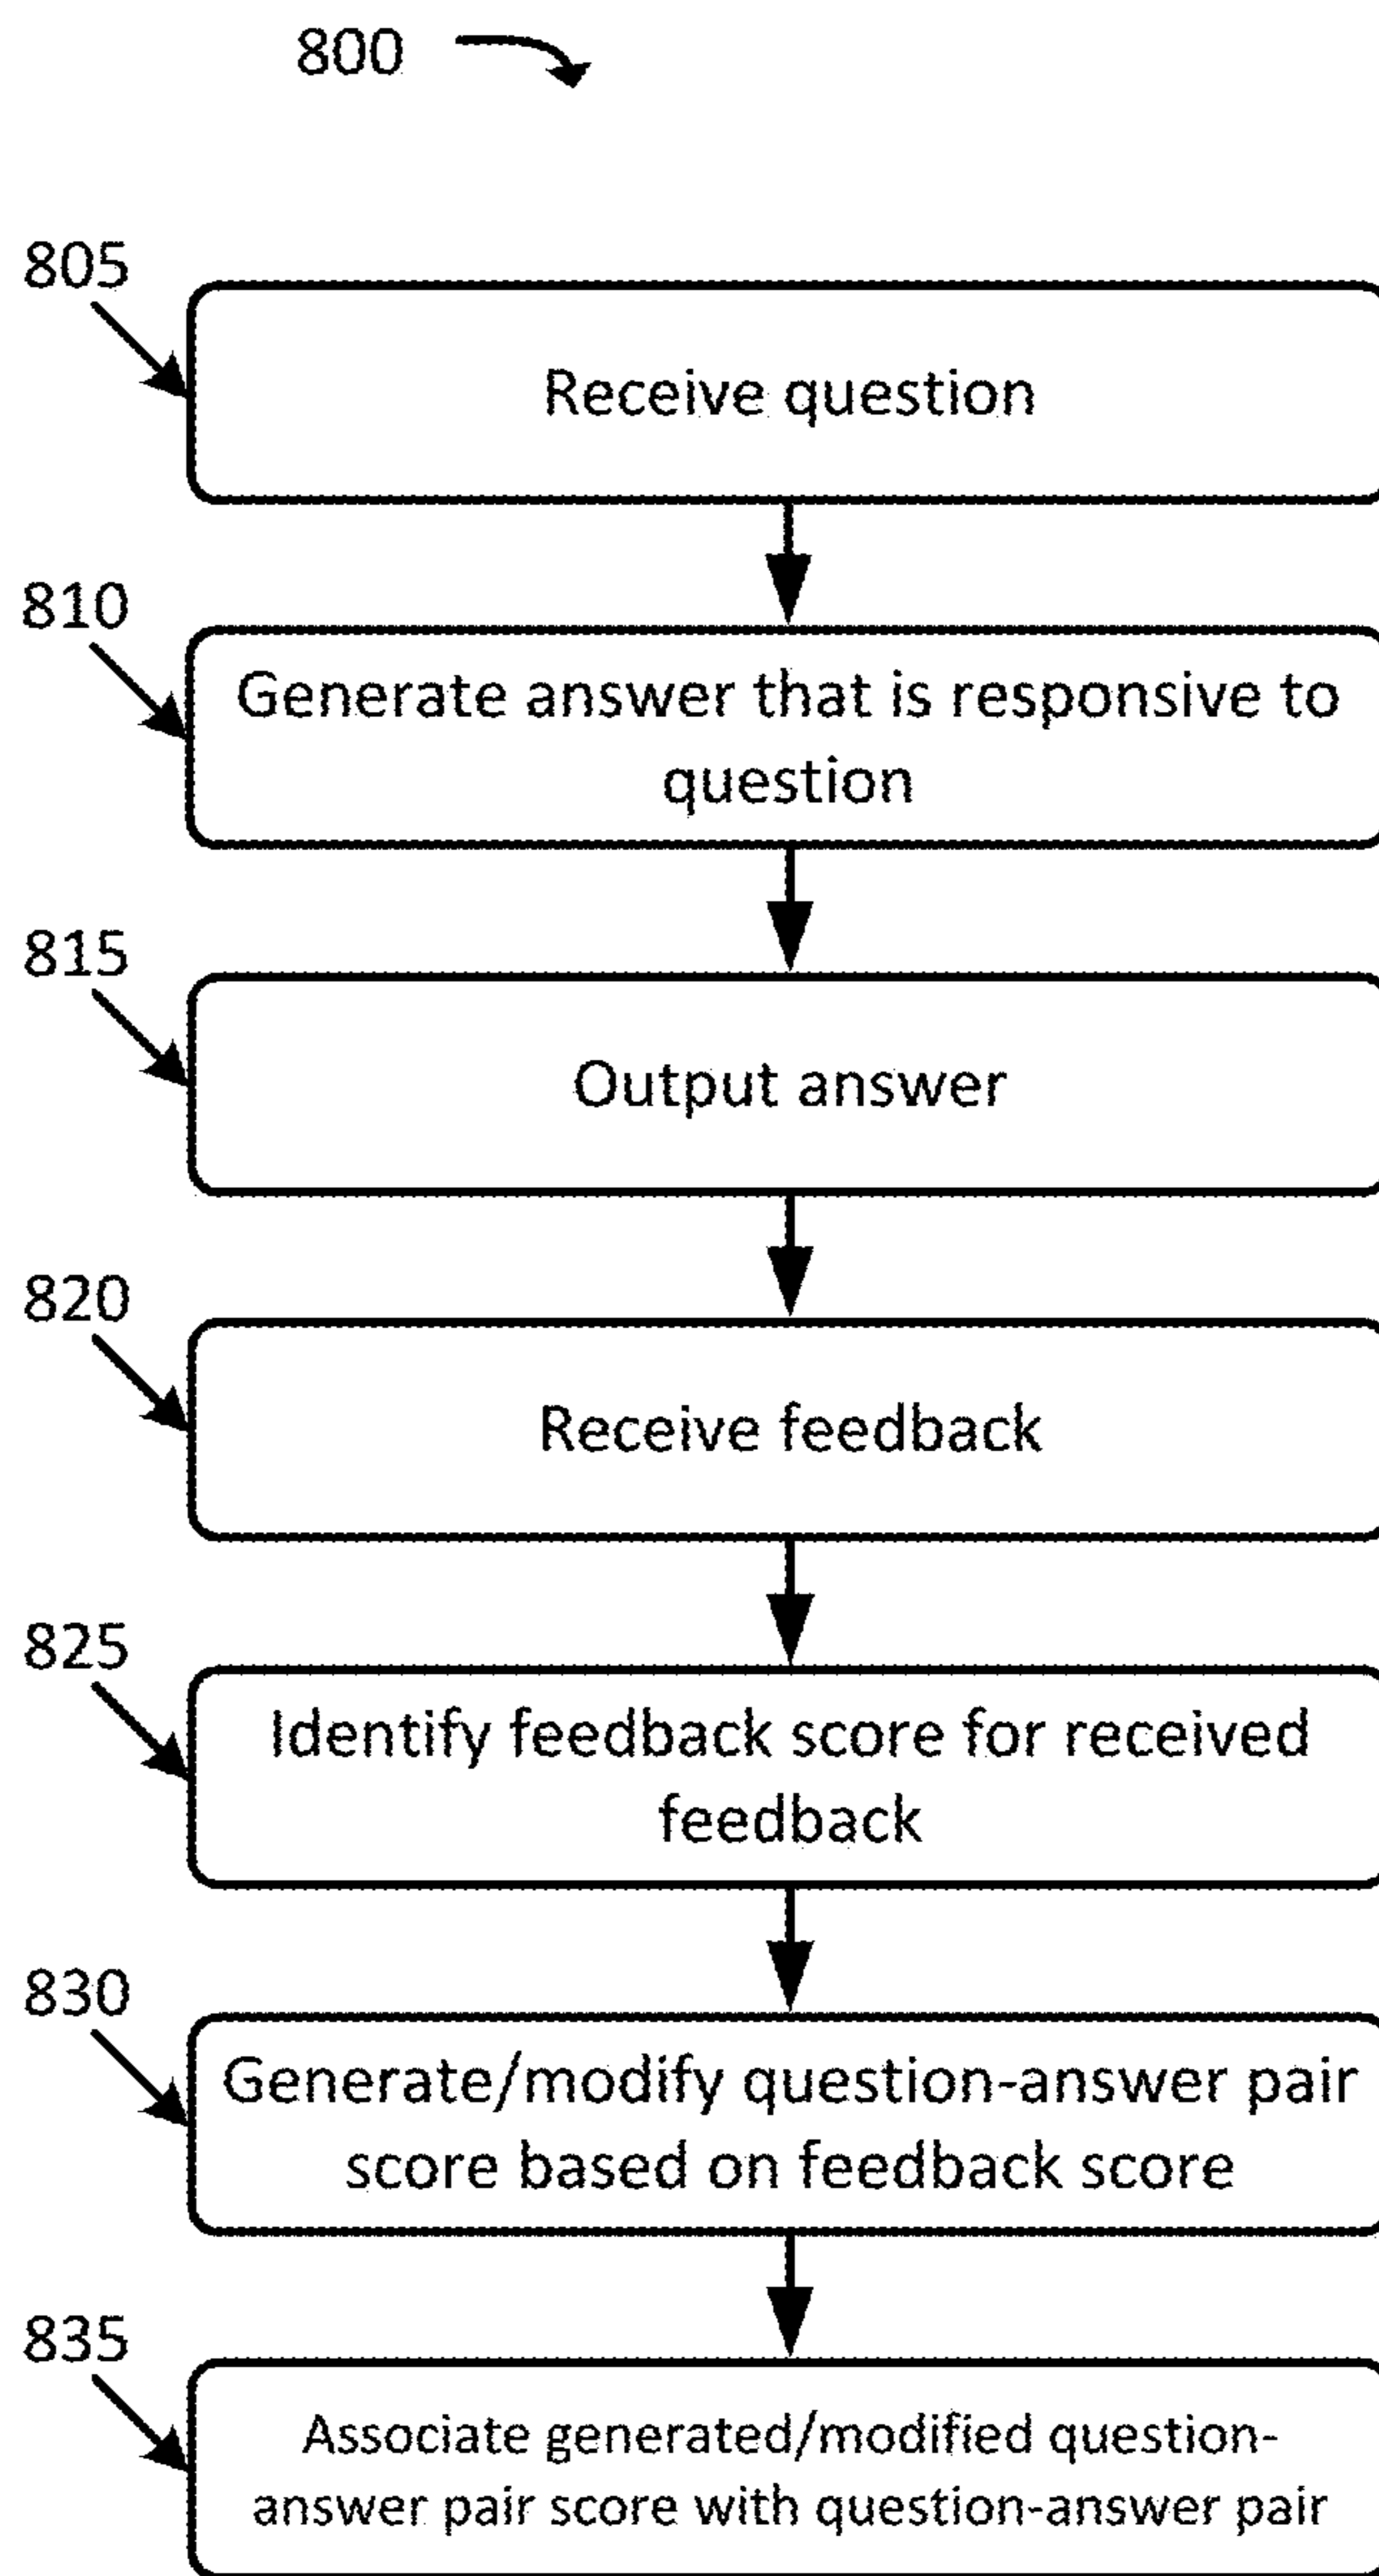 800
805
Receive question
810
Generate answer that is responsive to
question
815
Output answer
820
Receive feedback
825
Identify feedback score for received
feedback
830
Generate/modify question-answer pair
score based on feedback score
835
Associate generated/modified question-
answer pair score with question-answer pair